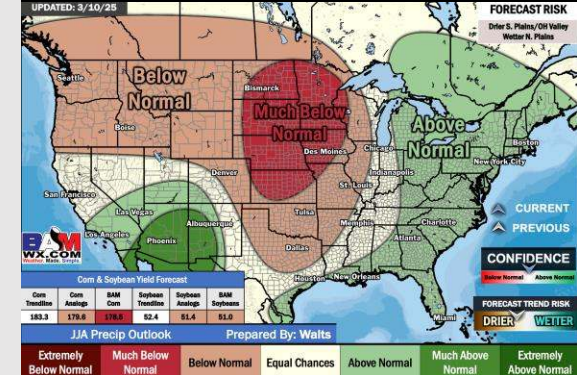 UPDATED: 3/10/25
FORECAST RISK
Drier S. Plains/OH Valley
Wetter N. Plains
Seattle
Below
Normal
Bismarck
Much Below
Normal
Above
Normal
Boise
Des Moines
Chicago
Boston
New York City
Indianapolis
Denver
St. Louis
San Francisco
Las Vegas
Tulsa
Memphis
Charlotte
Los Angeles
Albuquerque
Atlanta
Phoenix
Dallas
Houston
New Orleans
Miami
CURRENT
PREVIOUS
BAM
WX.COM
Weather Made. Simple.
CONFIDENCE
Below Normal
Above Normal
Corn & Soybean Yield Forecast
Corn Trendline
Corn Analogs
BAM Corn
Soybean Trendline
Soybean Analogs
BAM Soybeans
183.3 179.6 178.5 52.4 51.4 51.0
FORECAST TREND RISK
DRIER WETTER
JJA Precip Outlook
Prepared By: Walts
Extremely Below Normal
Much Below Normal
Below Normal
Equal Chances
Above Normal
Much Above Normal
Extremely Above Normal